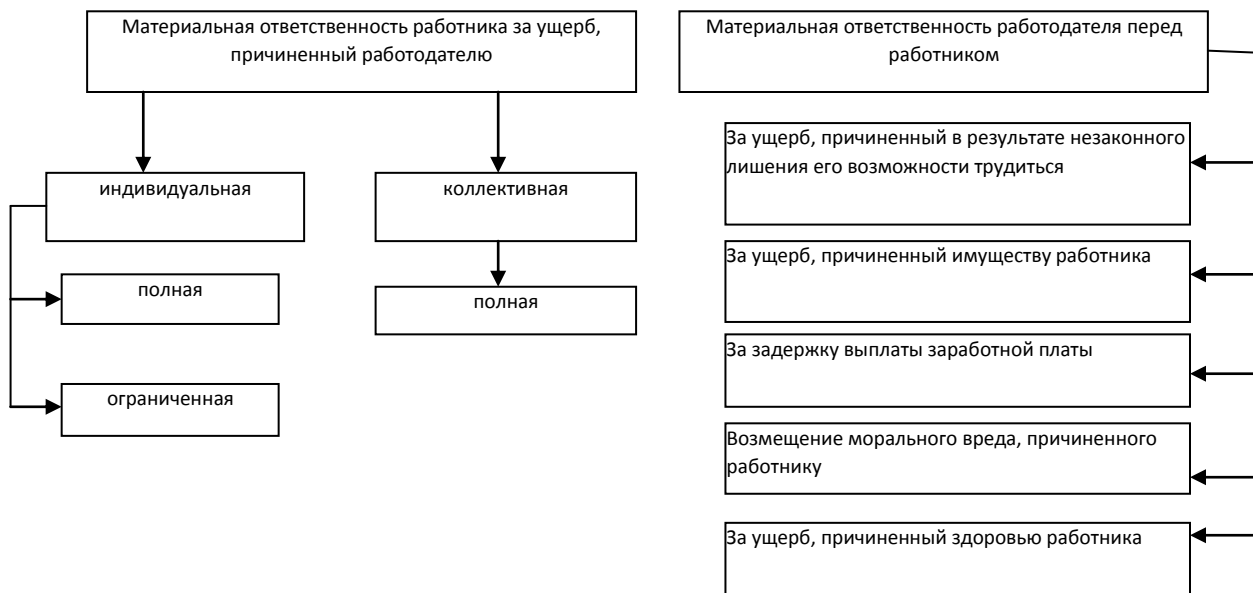 Материальная ответственность работника за ущерб,
причиненный работодателю
индивидуальная
коллективная
полная
полная
ограниченная
Материальная ответственность работодателя перед
работником
За ущерб, причиненный в результате незаконного
лишения его возможности трудиться
За ущерб, причиненный имуществу работника
За задержку выплаты заработной платы
Возмещение морального вреда, причиненного
работнику
За ущерб, причиненный здоровью работника